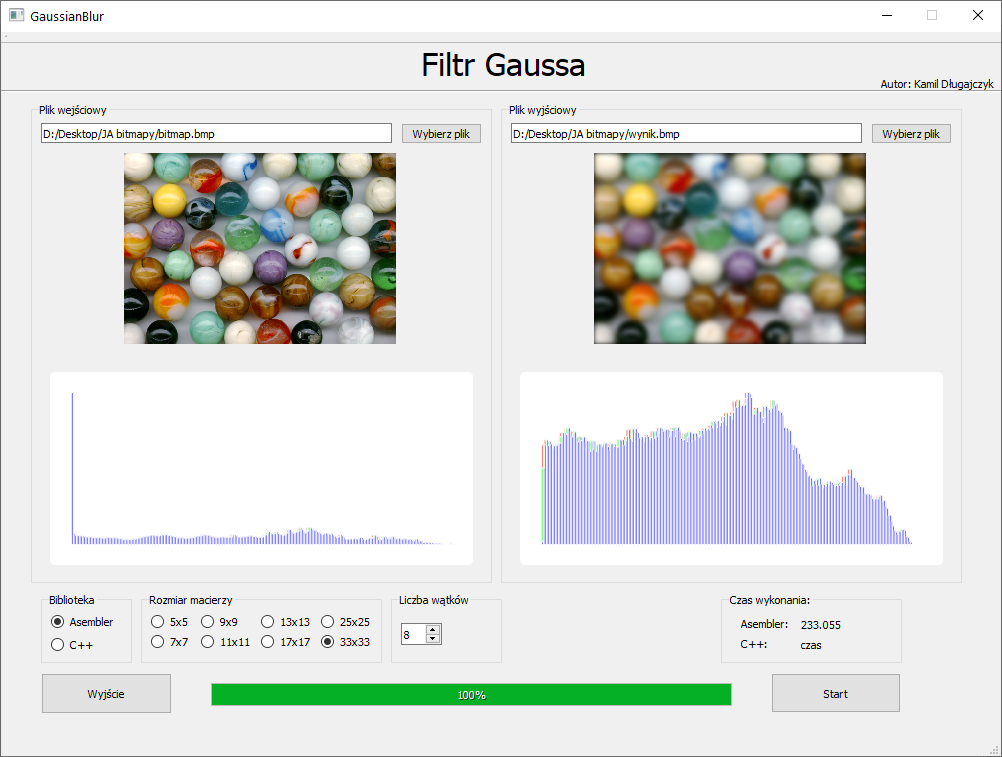 GaussianBlur
Filtr Gaussa
Autor: Kamil Długajczyk
Plik wejściowy
D:/Desktop/JA bitmapy/bitmap.bmp
Wybierz plik
Plik wyjściowy
D:/Desktop/JA bitmapy/wynik.bmp
Wybierz plik
Biblioteka
Asembler
C++
Rozmiar macierzy
5x5 9x9 13x13 25x25
7x7 11x11 17x17 33x33
Liczba wątków
8
Czas wykonania:
Asembler: 233.055
C++: czas
Wyjście
100%
Start